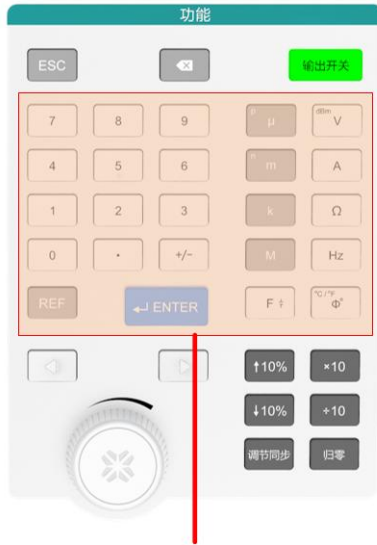 功能
ESC
输出开关
7 8 9 p μ dBm V
4 5 6 n m A
1 2 3 k Ω
0 · +/- M Hz
REF ENTER F °C/°F Φ
↑10% ×10
↓10% ÷10
调节同步 归零